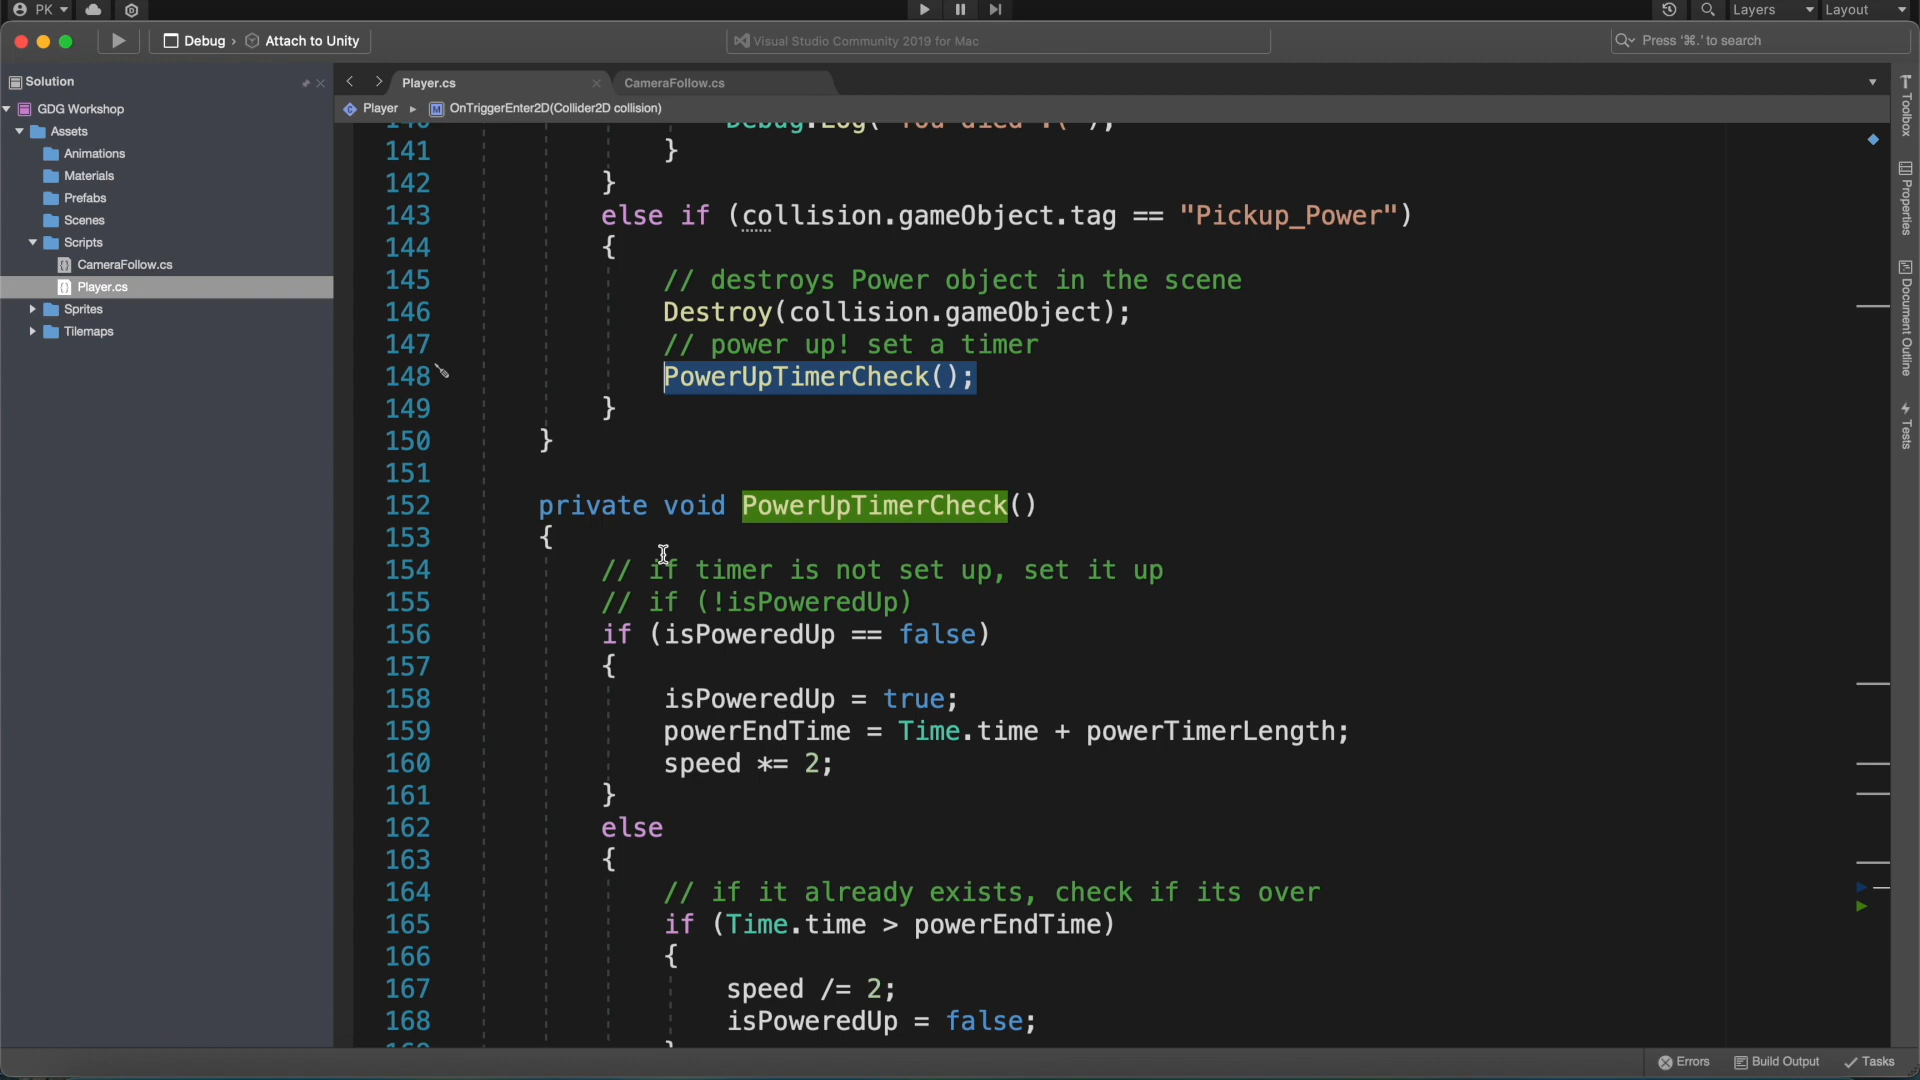 PK
Layers
Layout
Debug › Attach to Unity
Visual Studio Community 2019 for Mac
Press '⌘.' to search
Solution
GDG Workshop
Assets
Animations
Materials
Prefabs
Scenes
Scripts
CameraFollow.cs
Player.cs
Sprites
Tilemaps
Player.cs
CameraFollow.cs
Player ▸ OnTriggerEnter2D(Collider2D collision)
140 Debug.Log("You died :( ");
141 }
142 }
143 else if (collision.gameObject.tag == "Pickup_Power")
144 {
145 // destroys Power object in the scene
146 Destroy(collision.gameObject);
147 // power up! set a timer
148 PowerUpTimerCheck();
149 }
150 }
151
152 private void PowerUpTimerCheck()
153 {
154 // if timer is not set up, set it up
155 // if (!isPoweredUp)
156 if (isPoweredUp == false)
157 {
158 isPoweredUp = true;
159 powerEndTime = Time.time + powerTimerLength;
160 speed *= 2;
161 }
162 else
163 {
164 // if it already exists, check if its over
165 if (Time.time > powerEndTime)
166 {
167 speed /= 2;
168 isPoweredUp = false;
169 }
Toolbox
Properties
Document Outline
Tests
Errors
Build Output
Tasks